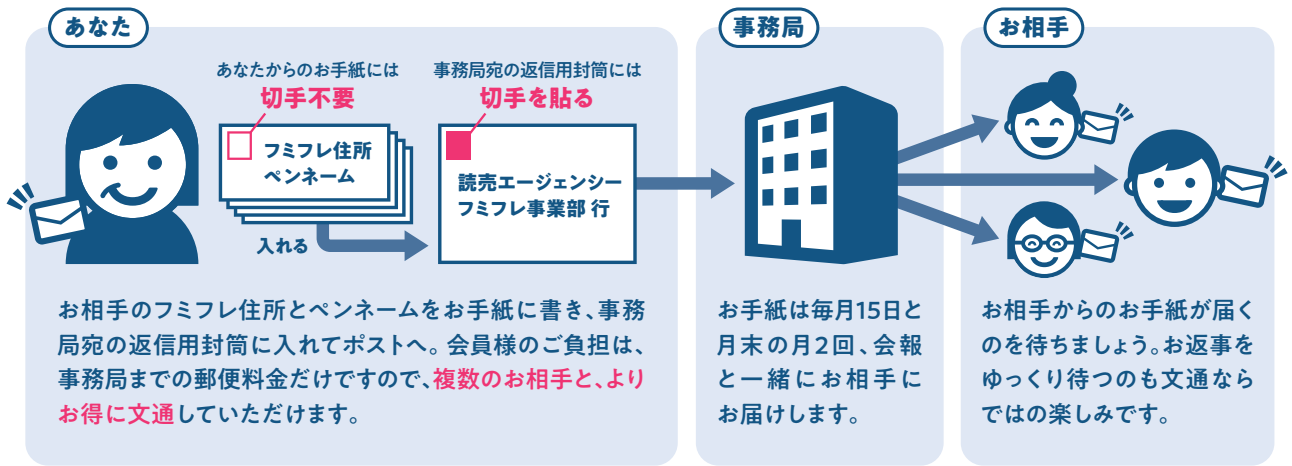 あなた
あなたからのお手紙には
切手不要
フミフレ住所
ペンネーム
入れる
事務局宛の返信用封筒には
切手を貼る
読売エージェンシー
フミフレ事業部 行
お相手のフミフレ住所とペンネームをお手紙に書き、事務
局宛の返信用封筒に入れてポストへ。会員様のご負担は、
事務局までの郵便料金だけですので、複数のお相手と、より
お得に文通していただけます。
事務局
お手紙は毎月15日と
月末の月2回、会報
と一緒にお相手に
お届けします。
お相手
お相手からのお手紙が届く
のを待ちましょう。お返事を
ゆっくり待つのも文通なら
ではの楽しみです。